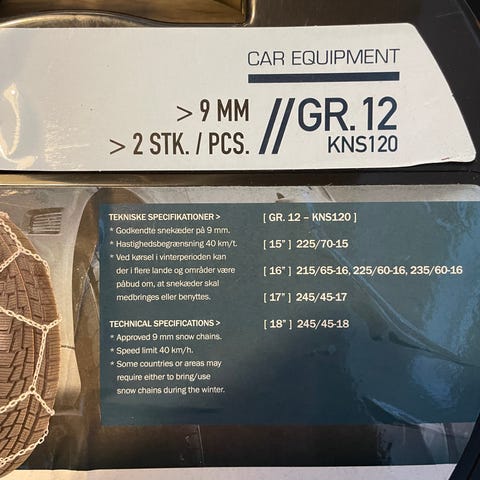 CAR EQUIPMENT
> 9 MM
> 2 STK. / PCS.
//GR. 12
KNS120
TEKNISKE SPECIFIKATIONER >
* Godkendte snekæder på 9 mm.
* Hastighedsbegrænsning 40 km/t.
* Ved kørsel i vinterperioden kan
der i flere lande og områder være
påbud om, at snekæder skal
medbringes eller benyttes.
TECHNICAL SPECIFICATIONS >
* Approved 9 mm snow chains.
* Speed limit 40 km/h.
* Some countries or areas may
require either to bring/use
snow chains during the winter.
[ GR. 12 – KNS120 ]
[ 15" ] 225/70-15
[ 16" ] 215/65-16, 225/60-16, 235/60-16
[ 17" ] 245/45-17
[ 18" ] 245/45-18